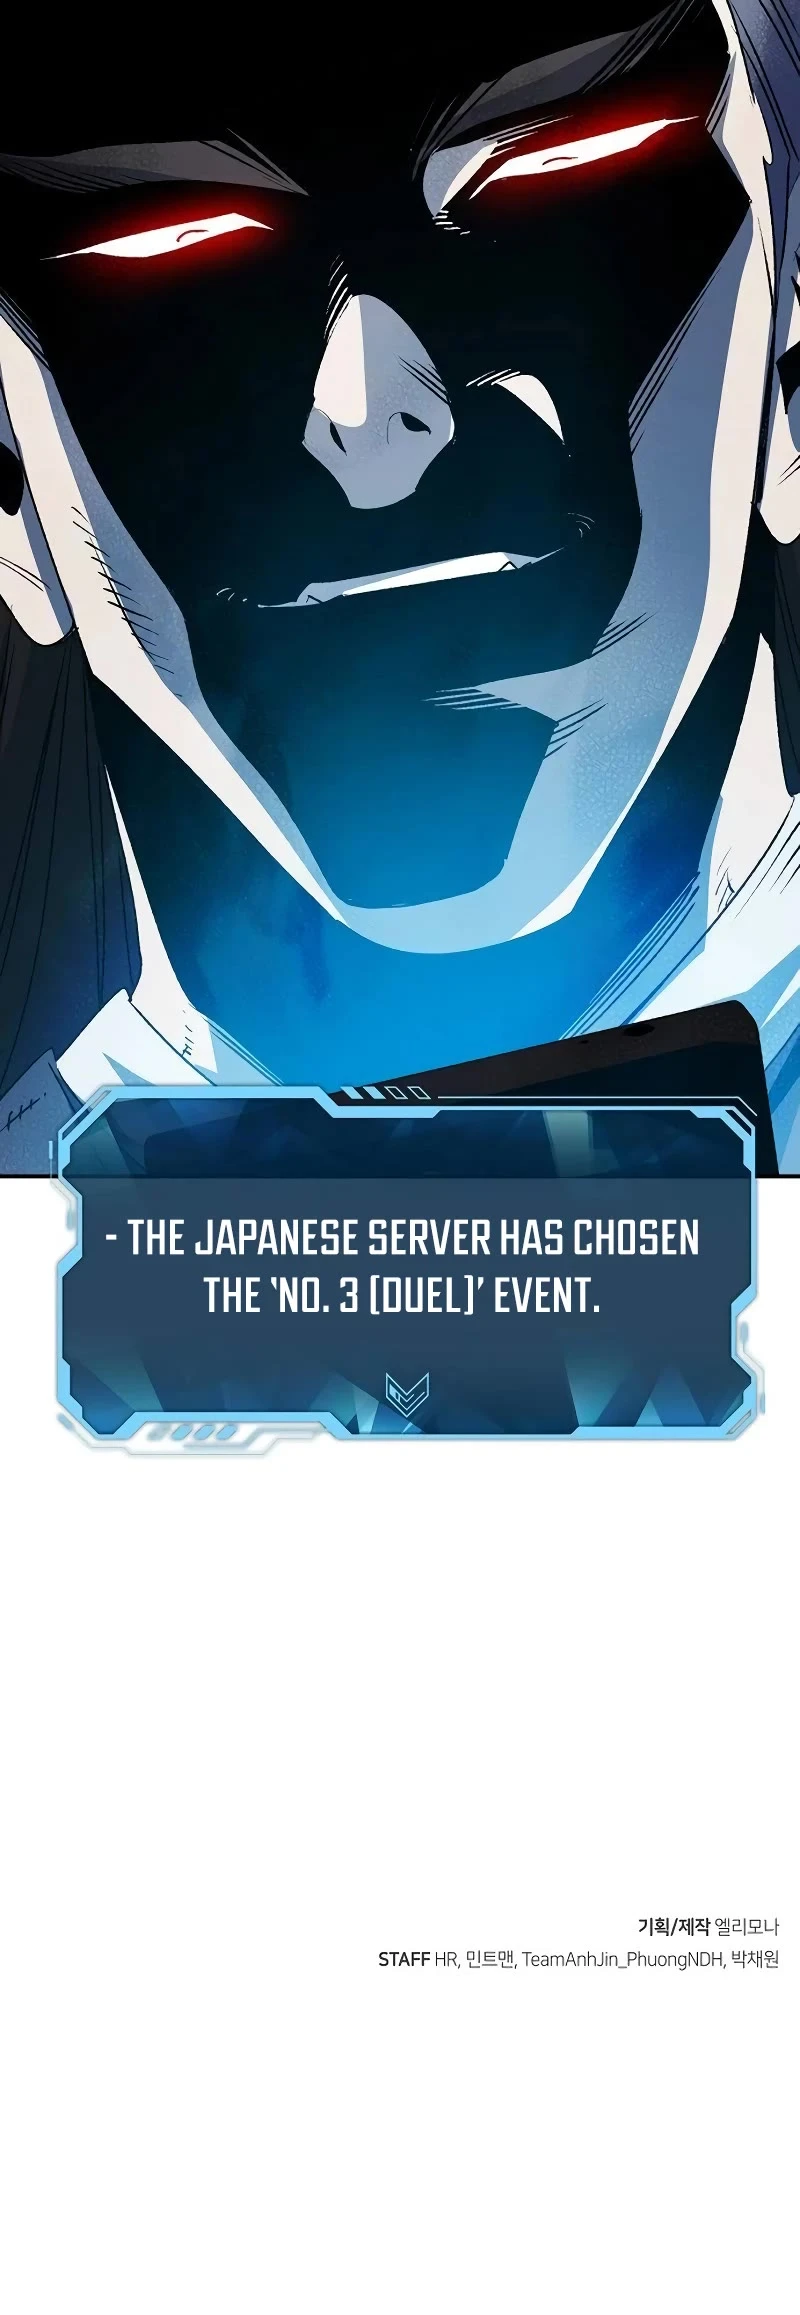 - THE JAPANESE SERVER HAS CHOSEN
THE ‘NO. 3 [DUEL]’ EVENT.
기획/제작 엘리모나
STAFF HR, 민트맨, TeamAnhJin_PhuongNDH, 박채원